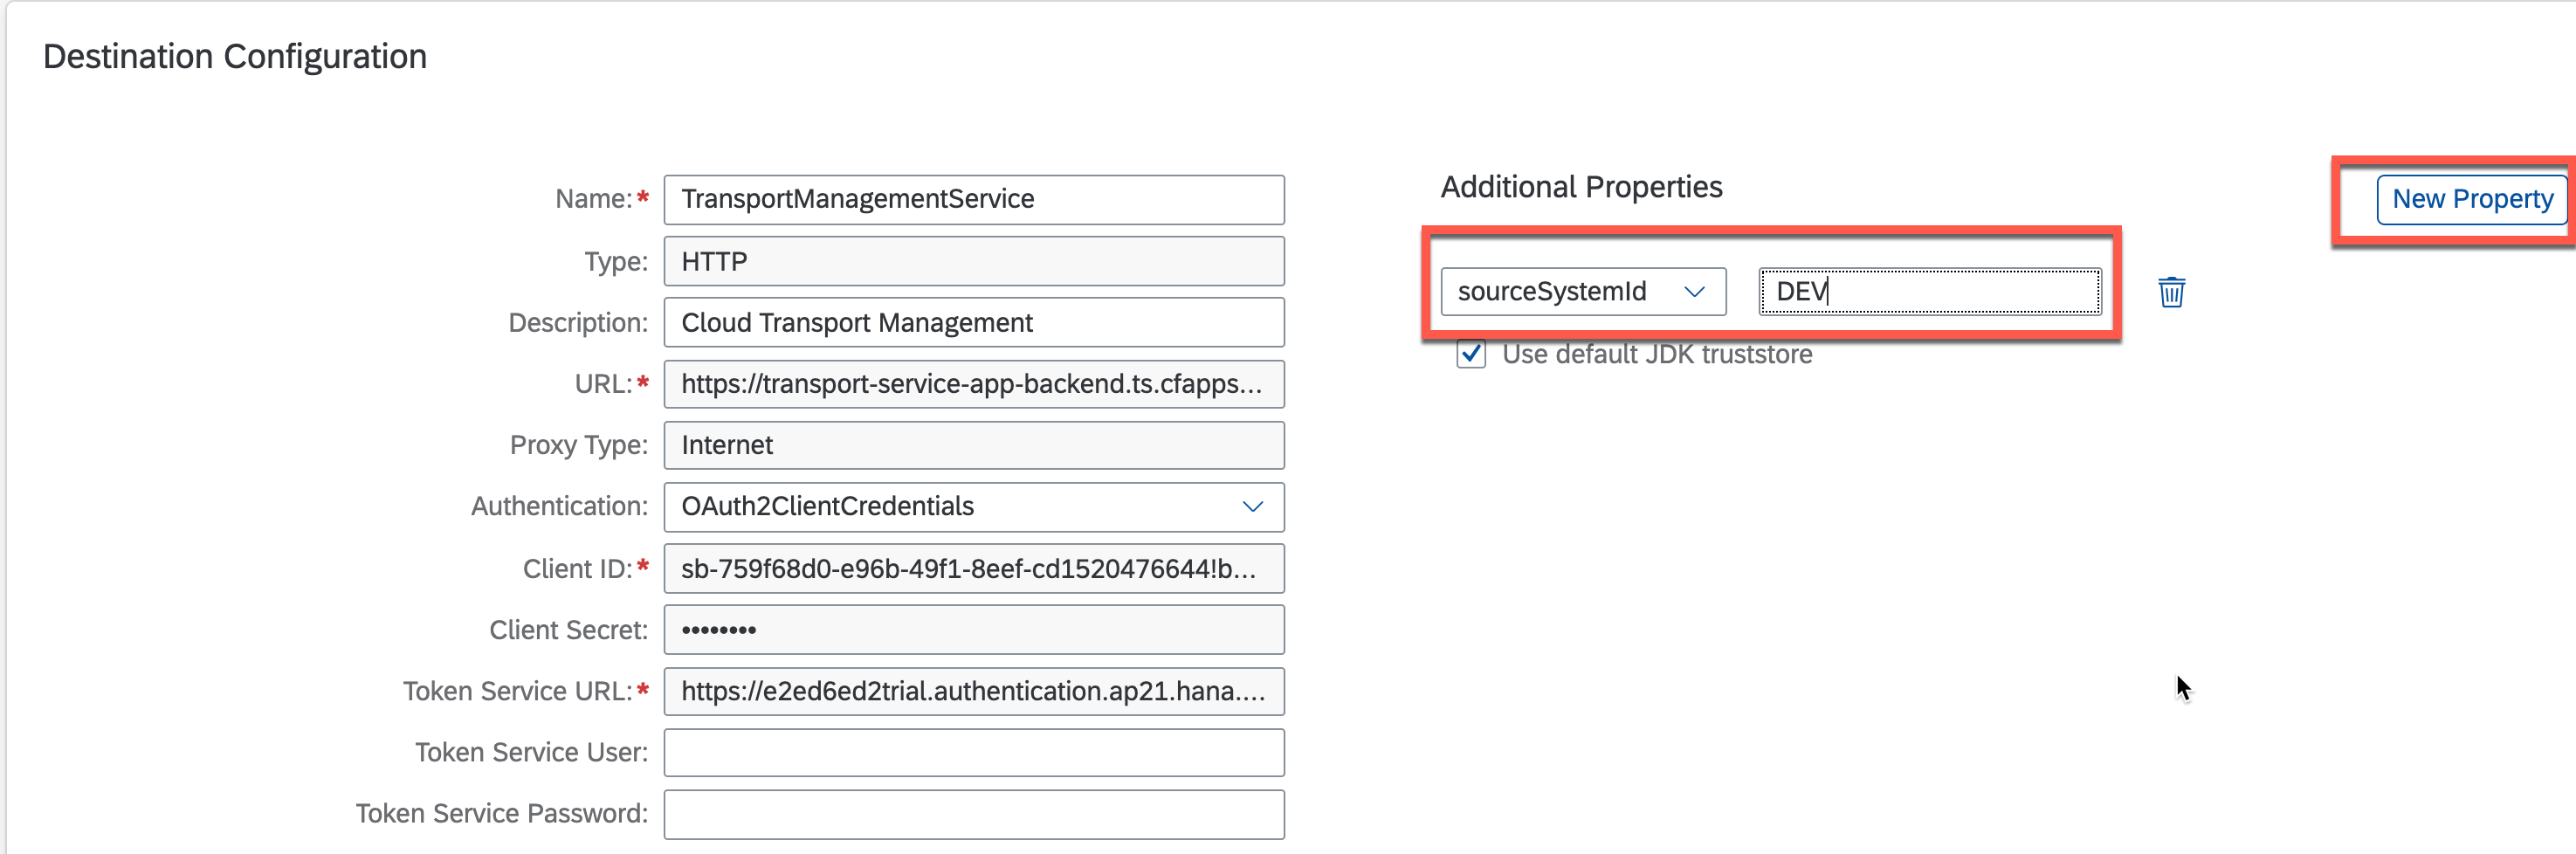 Destination Configuration
Name:* TransportManagementService
Type: HTTP
Description: Cloud Transport Management
URL:* https://transport-service-app-backend.ts.cfapps...
Proxy Type: Internet
Authentication: OAuth2ClientCredentials
Client ID:* sb-759f68d0-e96b-49f1-8eef-cd1520476644!b...
Client Secret: ••••••••
Token Service URL:* https://e2ed6ed2trial.authentication.ap21.hana....
Token Service User:
Token Service Password:
Additional Properties
New Property
sourceSystemId DEV
Use default JDK truststore